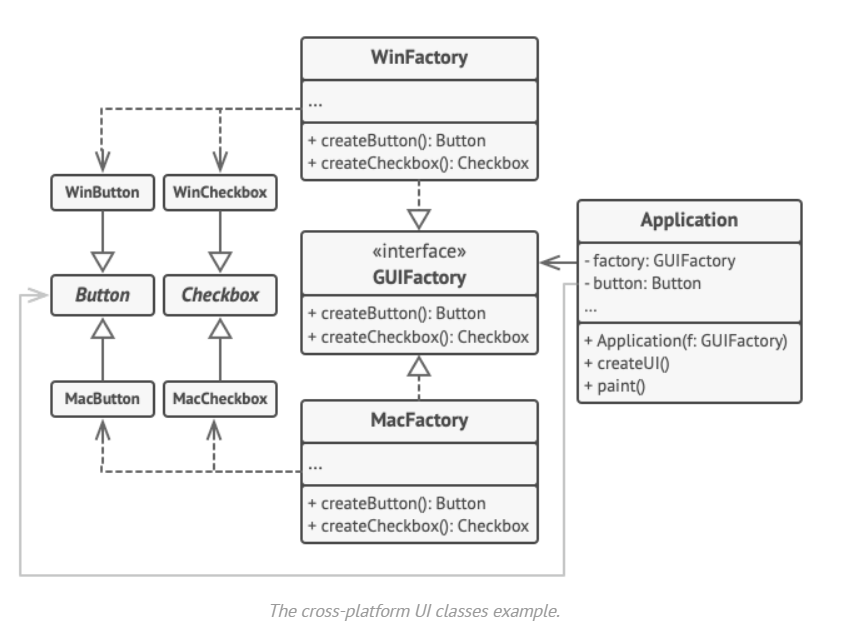 WinFactory
...
+ createButton(): Button
+ createCheckbox(): Checkbox
WinButton
WinCheckbox
Button
Checkbox
MacButton
MacCheckbox
«interface»
GUIFactory
+ createButton(): Button
+ createCheckbox(): Checkbox
Application
- factory: GUIFactory
- button: Button
...
+ Application(f: GUIFactory)
+ createUI()
+ paint()
MacFactory
...
+ createButton(): Button
+ createCheckbox(): Checkbox
The cross-platform UI classes example.